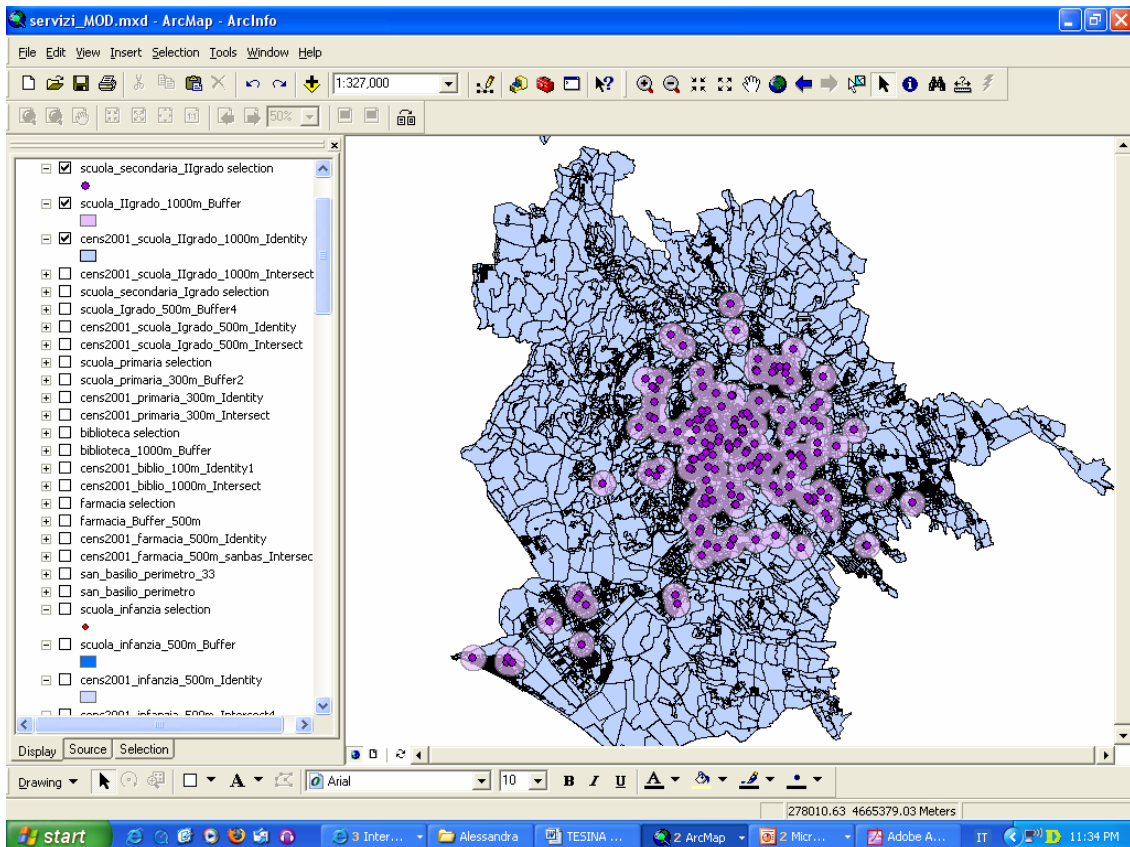 servizi_MOD.mxd - ArcMap - ArcInfo
File Edit View Insert Selection Tools Window Help
1:327,000
50%
scuola_secondaria_IIgrado selection
scuola_IIgrado_1000m_Buffer
cens2001_scuola_IIgrado_1000m_Identity
cens2001_scuola_IIgrado_1000m_Intersect
scuola_secondaria_Igrado selection
scuola_Igrado_500m_Buffer4
cens2001_scuola_Igrado_500m_Identity
cens2001_scuola_Igrado_500m_Intersect
scuola_primaria selection
scuola_primaria_300m_Buffer2
cens2001_primaria_300m_Identity
cens2001_primaria_300m_Intersect
biblioteca selection
biblioteca_1000m_Buffer
cens2001_biblio_100m_Identity1
cens2001_biblio_1000m_Intersect
farmacia selection
farmacia_Buffer_500m
cens2001_farmacia_500m_Identity
cens2001_farmacia_500m_sanbas_Intersec
san_basilio_perimetro_33
san_basilio_perimetro
scuola_infanzia selection
scuola_infanzia_500m_Buffer
cens2001_infanzia_500m_Identity
cens2001_infanzia_500m_Intersect4
Display Source Selection
Drawing A Arial 10 B I U A
278010.63 4665379.03 Meters
start 3 Inter... Alessandra TESINA ... 2 ArcMap 2 Micr... Adobe A... IT 11:34 PM